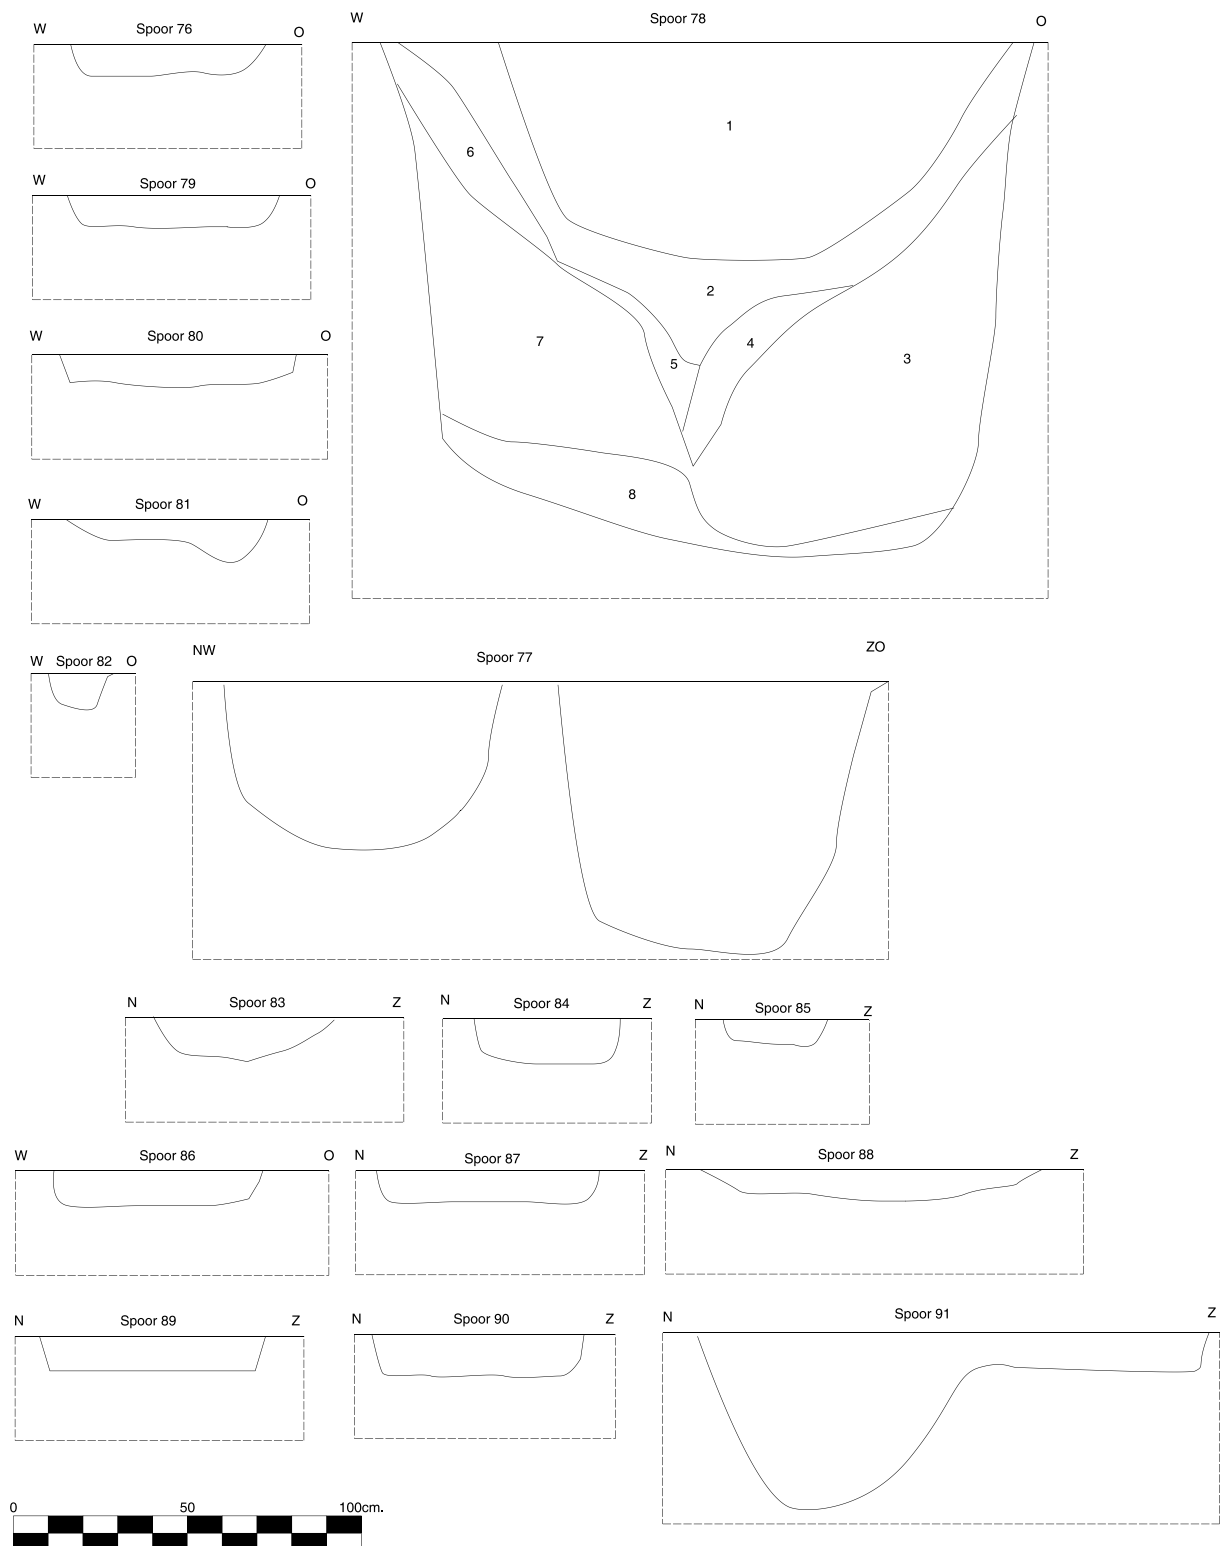 W Spoor 76 O
W Spoor 78 O
1
6
2
7
4
5
3
8
W Spoor 79 O
W Spoor 80 O
W Spoor 81 O
W Spoor 82 O
NW Spoor 77 ZO
N Spoor 83 Z
N Spoor 84 Z
N Spoor 85 Z
W Spoor 86 O
N Spoor 87 Z
N Spoor 88 Z
N Spoor 89 Z
N Spoor 90 Z
N Spoor 91 Z
0 50 100cm.